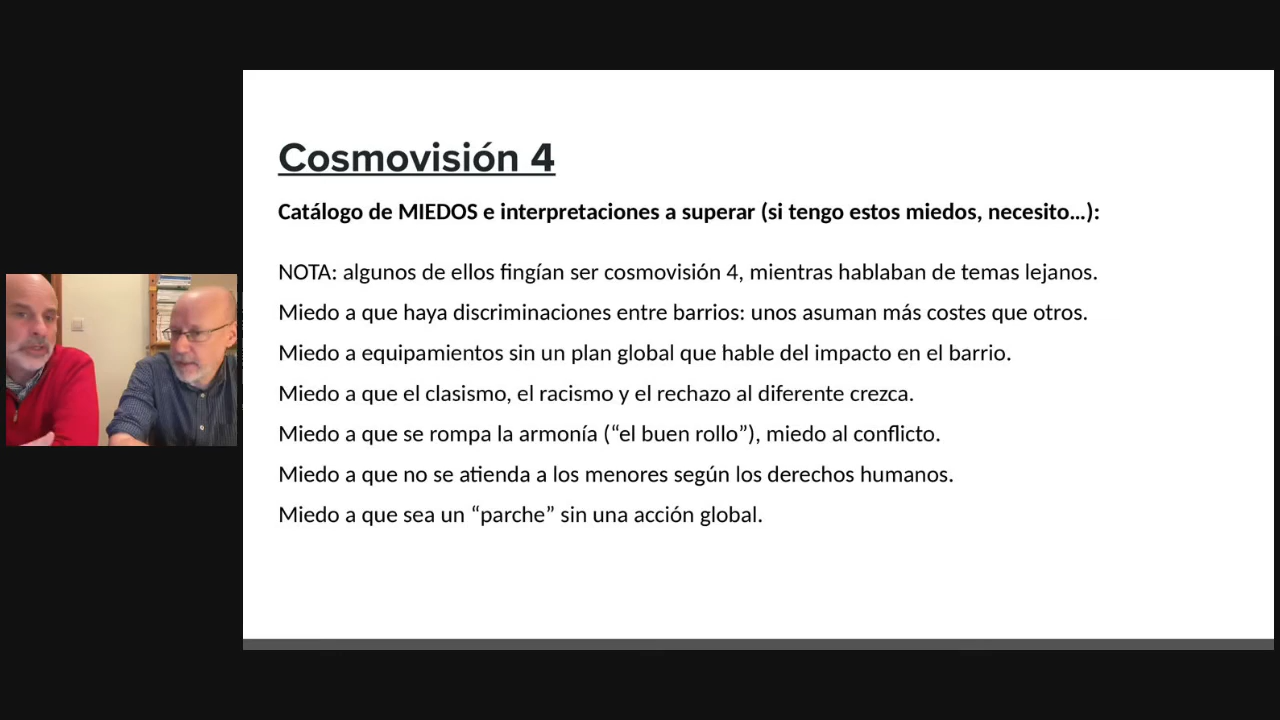 Cosmovisión 4
Catálogo de MIEDOS e interpretaciones a superar (si tengo estos miedos, necesito…):
NOTA: algunos de ellos fingían ser cosmovisión 4, mientras hablaban de temas lejanos.
Miedo a que haya discriminaciones entre barrios: unos asuman más costes que otros.
Miedo a equipamientos sin un plan global que hable del impacto en el barrio.
Miedo a que el clasismo, el racismo y el rechazo al diferente crezca.
Miedo a que se rompa la armonía (“el buen rollo”), miedo al conflicto.
Miedo a que no se atienda a los menores según los derechos humanos.
Miedo a que sea un “parche” sin una acción global.